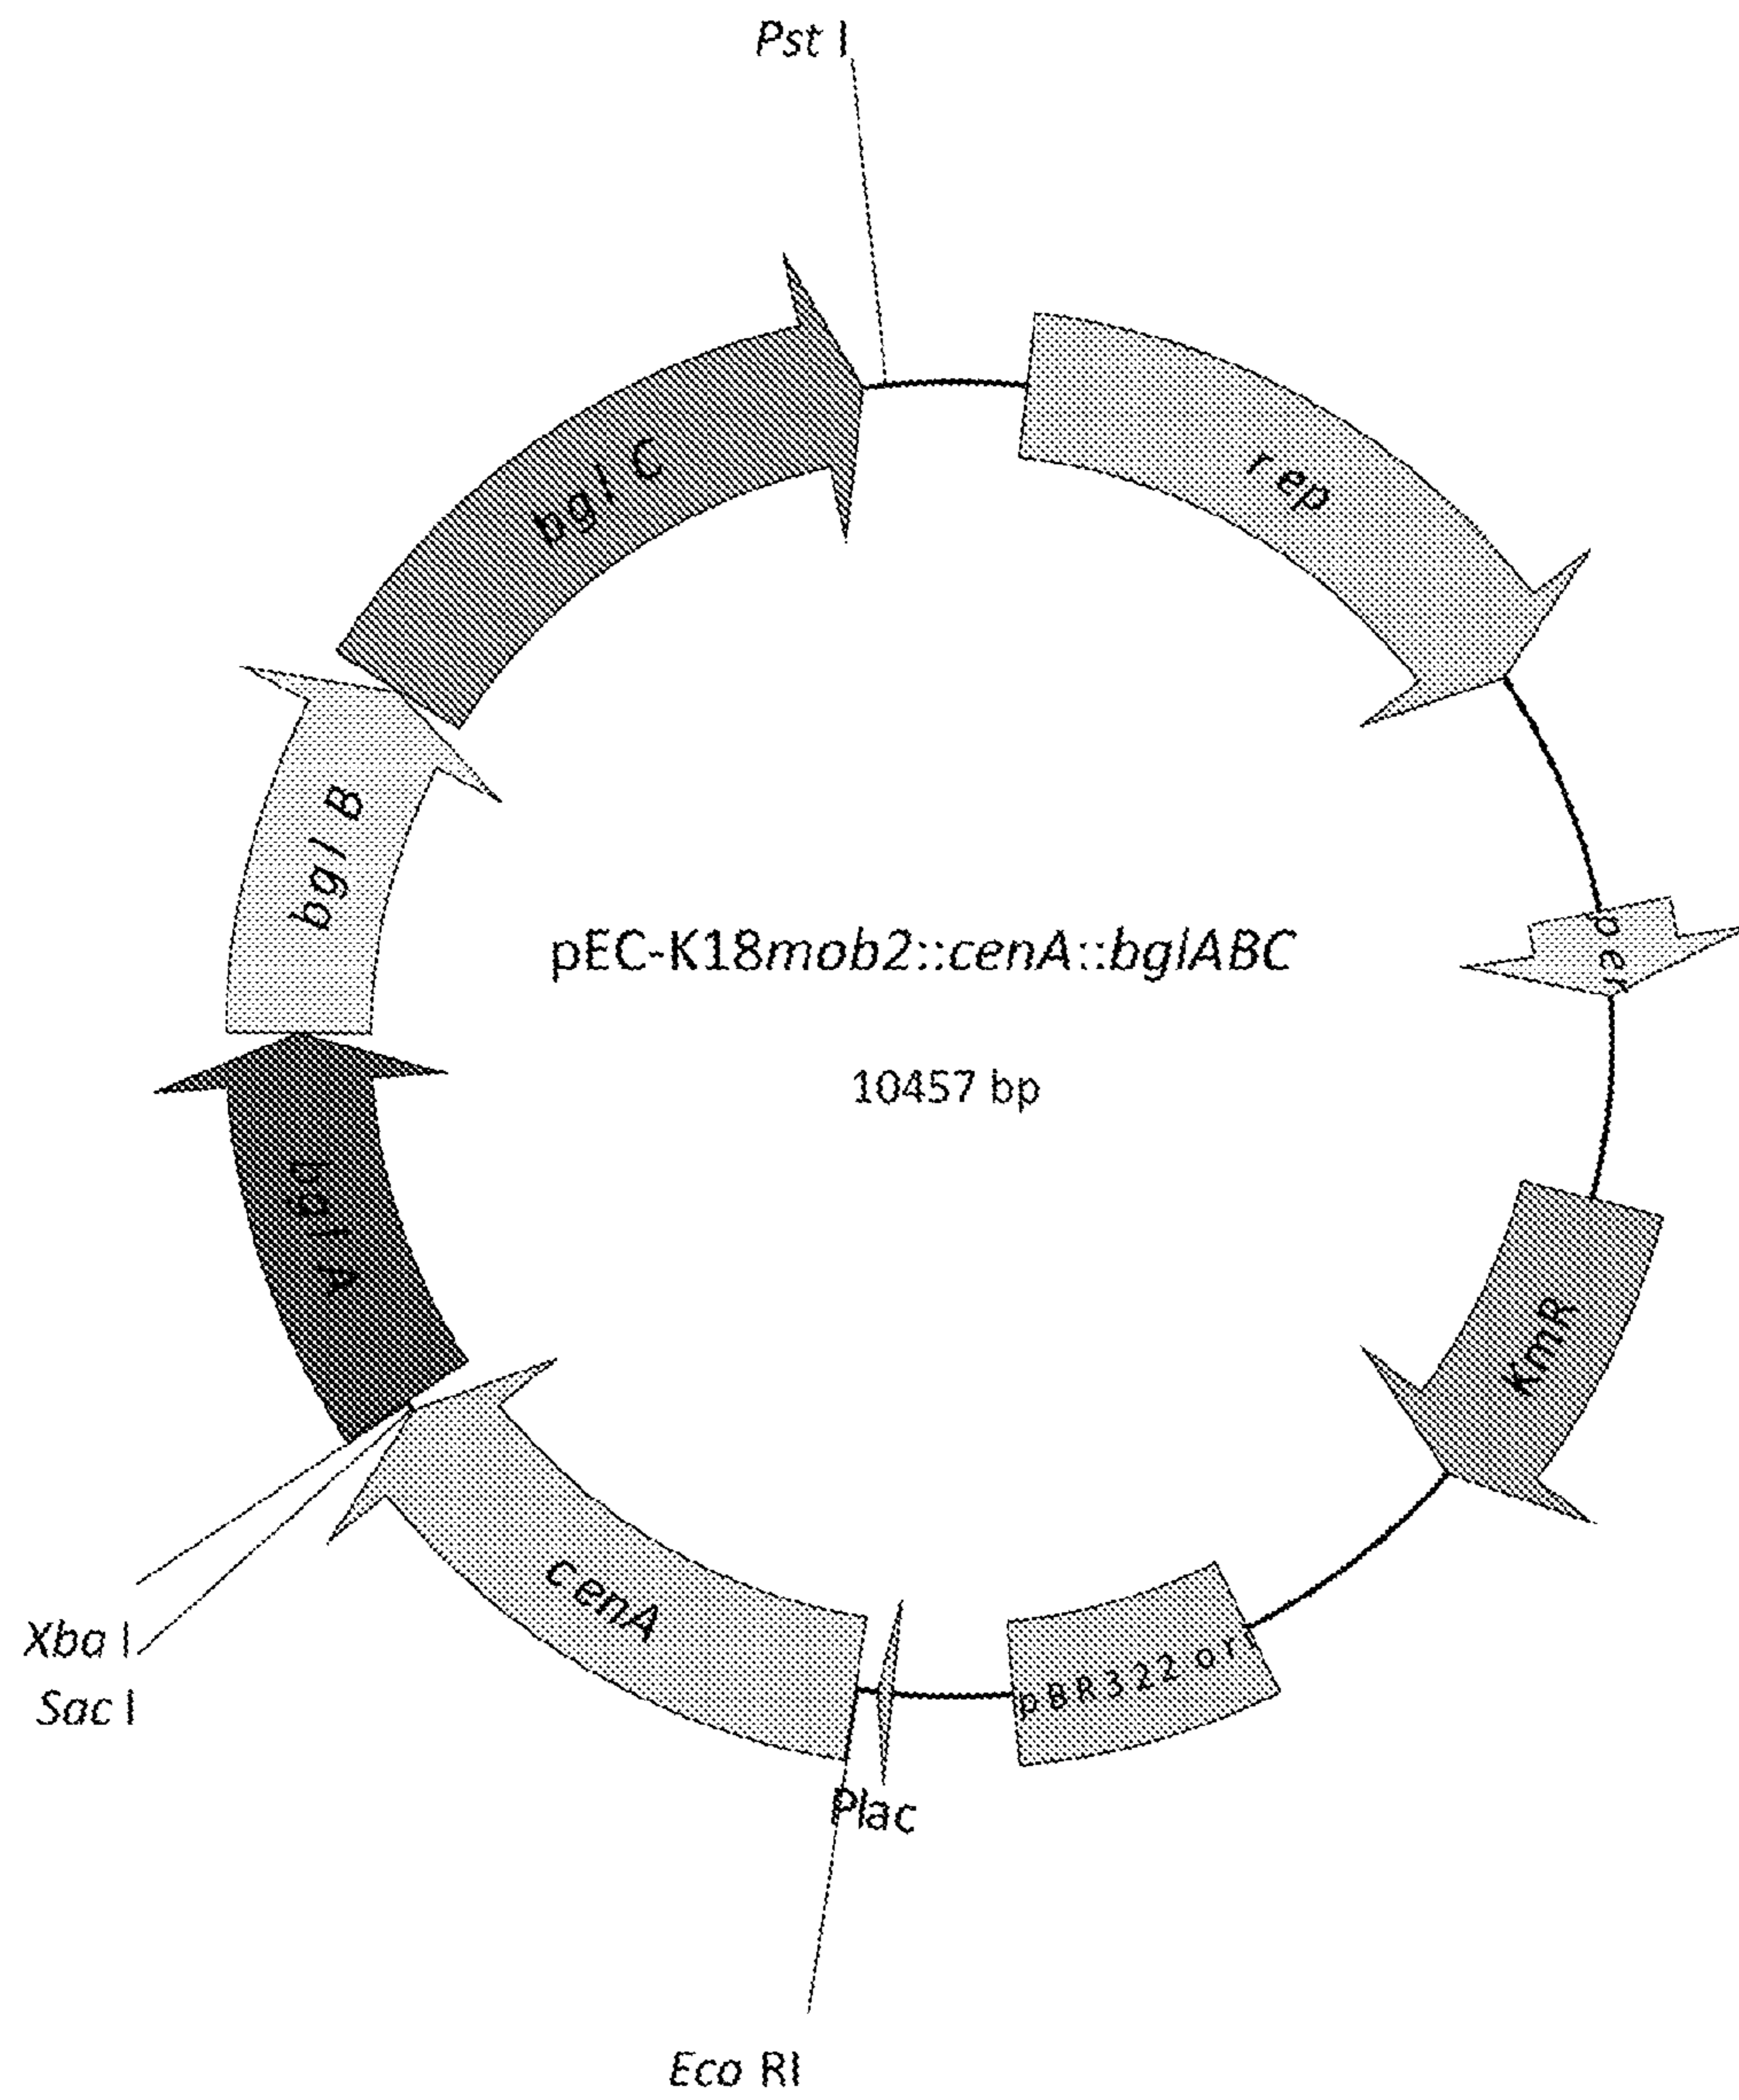 Pst I
rep
bgl C
bgl B
per
pEC-K18mob2::cenA::bglABC
10457 bp
bgl A
KmR
cenA
Xba I
Sac I
pBR322 ori
Plac
Eco RI